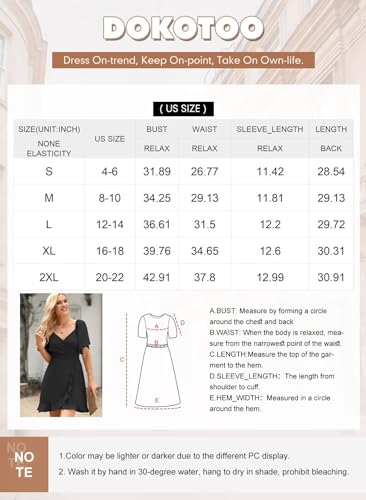 DOKOTOO
Dress On-trend, Keep On-point, Take On Own-life.
( US SIZE )
SIZE(UNIT:INCH) US SIZE BUST WAIST SLEEVE_LENGTH LENGTH
NONE ELASTICITY RELAX RELAX RELAX BACK
S 4-6 31.89 26.77 11.42 28.54
M 8-10 34.25 29.13 11.81 29.13
L 12-14 36.61 31.5 12.2 29.72
XL 16-18 39.76 34.65 12.6 30.31
2XL 20-22 42.91 37.8 12.99 30.91
A
B
C
D
E
A.BUST: Measure by forming a circle
around the chest and back
B.WAIST: When the body is relaxed, mea-
sure from the narrowest point of the waist.
C.LENGTH:Measure the top of the gar-
ment to the hem.
D.SLEEVE_LENGTH: The length from
shoulder to cuff.
E.HEM_WIDTH: Measured in a circle
around the hem.
NO
TE
NO
TE
1.Color may be lighter or darker due to the different PC display.
2. Wash it by hand in 30-degree water, hang to dry in shade, prohibit bleaching.